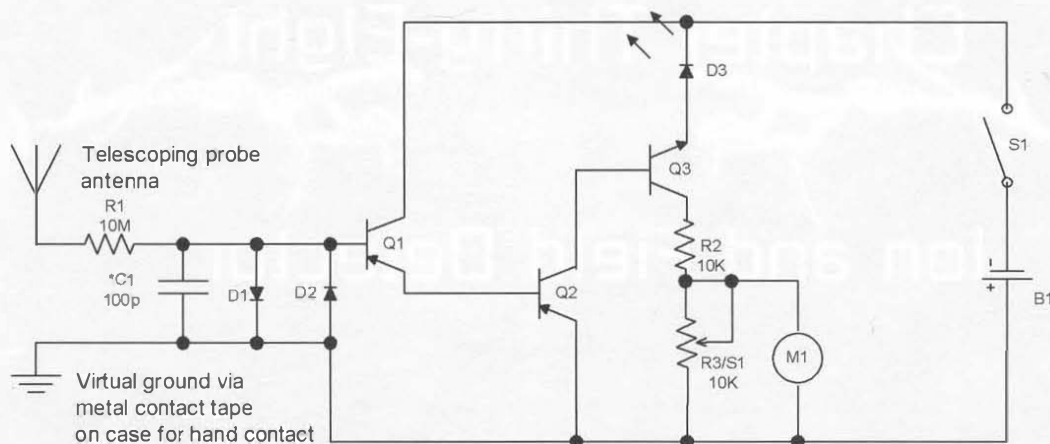 Telescoping probe
antenna
R1
10M
*C1
100p
D1
D2
Q1
Q2
Q3
D3
R2
10K
R3/S1
10K
M1
S1
-
+
B1
Virtual ground via
metal contact tape
on case for hand contact